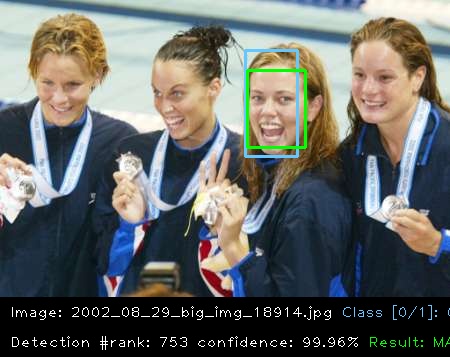 Image: 2002_08_29_big_img_18914.jpg Class [0/1]:
Detection #rank: 753 confidence: 99.96% Result: